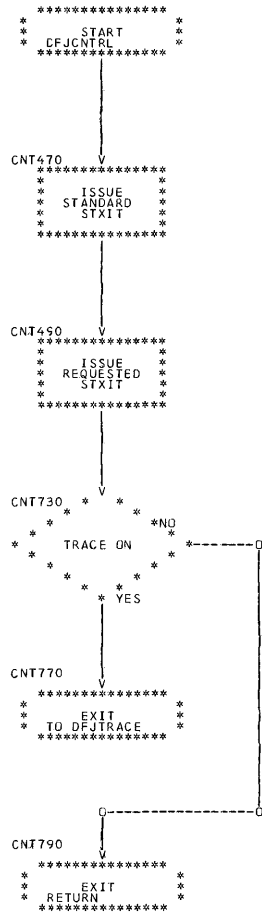 START
DFJCNTRL
CNT470
ISSUE
STANDARD
STXIT
CNT490
ISSUE
REQUESTED
STXIT
CNT730
NO
TRACE ON
YES
CNT770
EXIT
TO DFJTRACE
CNT790
EXIT
RETURN